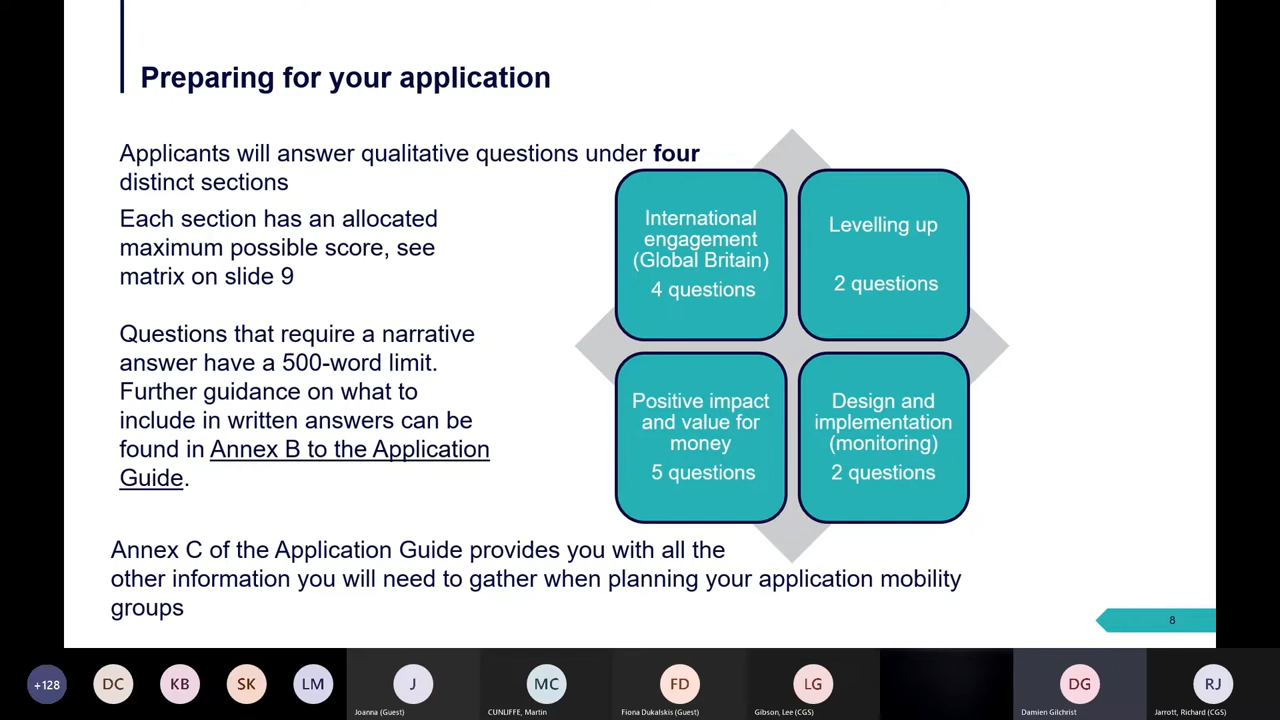 Preparing for your application
Applicants will answer qualitative questions under four
distinct sections
Each section has an allocated
maximum possible score, see
matrix on slide 9
Questions that require a narrative
answer have a 500-word limit.
Further guidance on what to
include in written answers can be
found in Annex B to the Application
Guide.
International
engagement
(Global Britain)
4 questions
Levelling up
2 questions
Positive impact
and value for
money
5 questions
Design and
implementation
(monitoring)
2 questions
Annex C of the Application Guide provides you with all the
other information you will need to gather when planning your application mobility
groups
8
+128
DC
KB
SK
LM
J
Joanna (Guest)
MC
CUNLIFFE, Martin
FD
Fiona Dukalskis (Guest)
LG
Gibson, Lee (CGS)
DG
Damien Gilchrist
RJ
Jarrott, Richard (CGS)